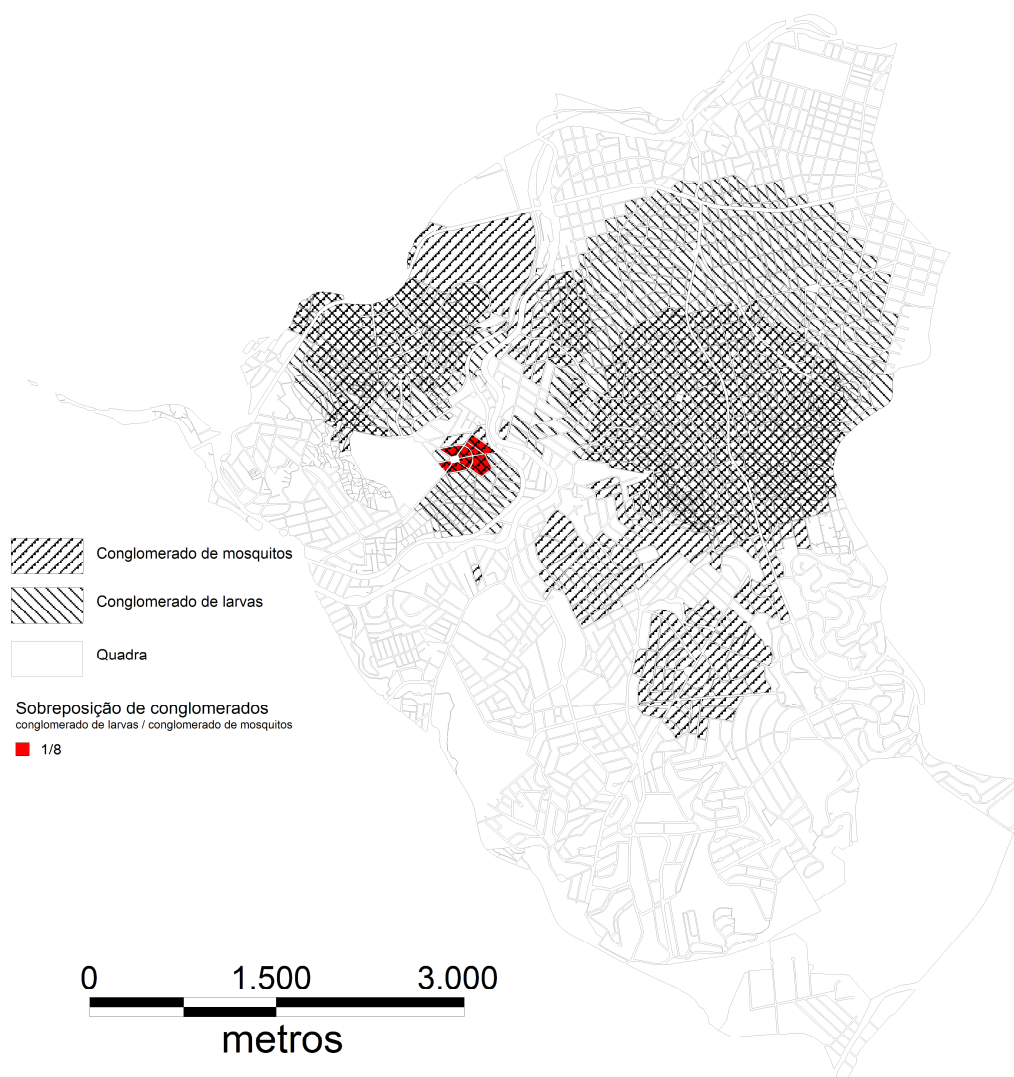 Conglomerado de mosquitos
Conglomerado de larvas
Quadra
Sobreposição de conglomerados
conglomerado de larvas / conglomerado de mosquitos
1/8
0 1.500 3.000
metros